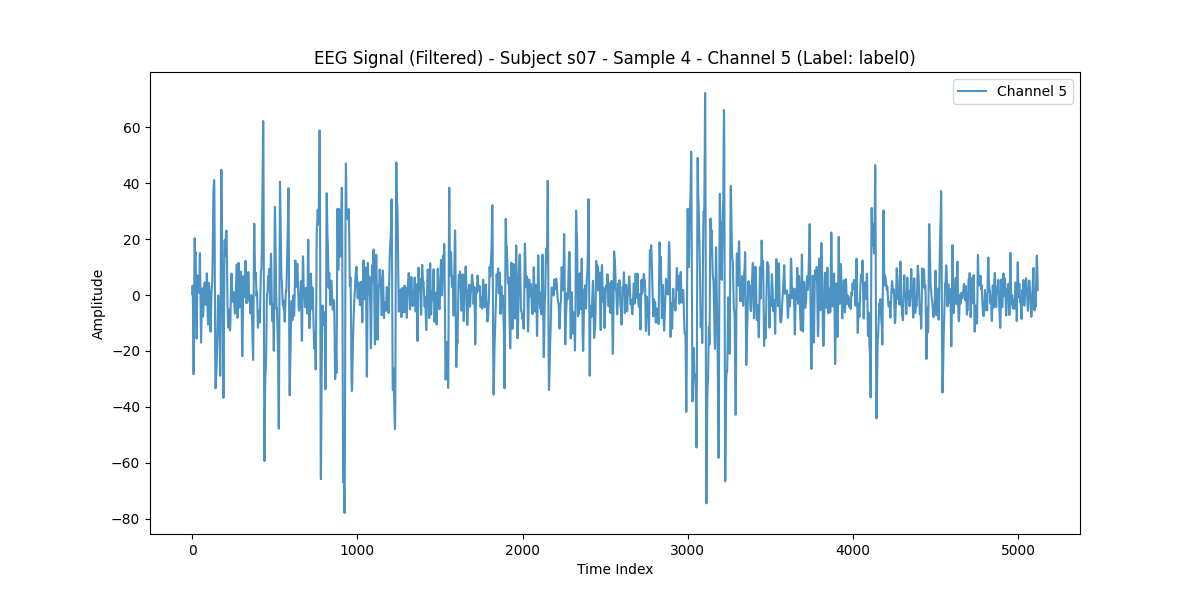 EEG Signal (Filtered) - Subject s07 - Sample 4 - Channel 5 (Label: label0)
Channel 5
60
40
20
0
−20
−40
−60
−80
Amplitude
0 1000 2000 3000 4000 5000
Time Index